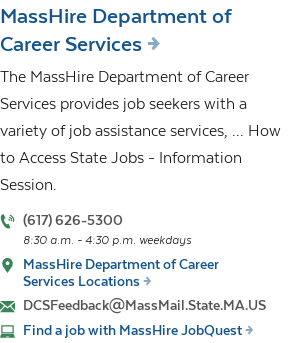 MassHire Department of
Career Services
The MassHire Department of Career
Services provides job seekers with a
variety of job assistance services, ... How
to Access State Jobs - Information
Session.
(617) 626-5300
8:30 a.m. - 4:30 p.m. weekdays
MassHire Department of Career
Services Locations
DCSFeedback@MassMail.State.MA.US
Find a job with MassHire JobQuest